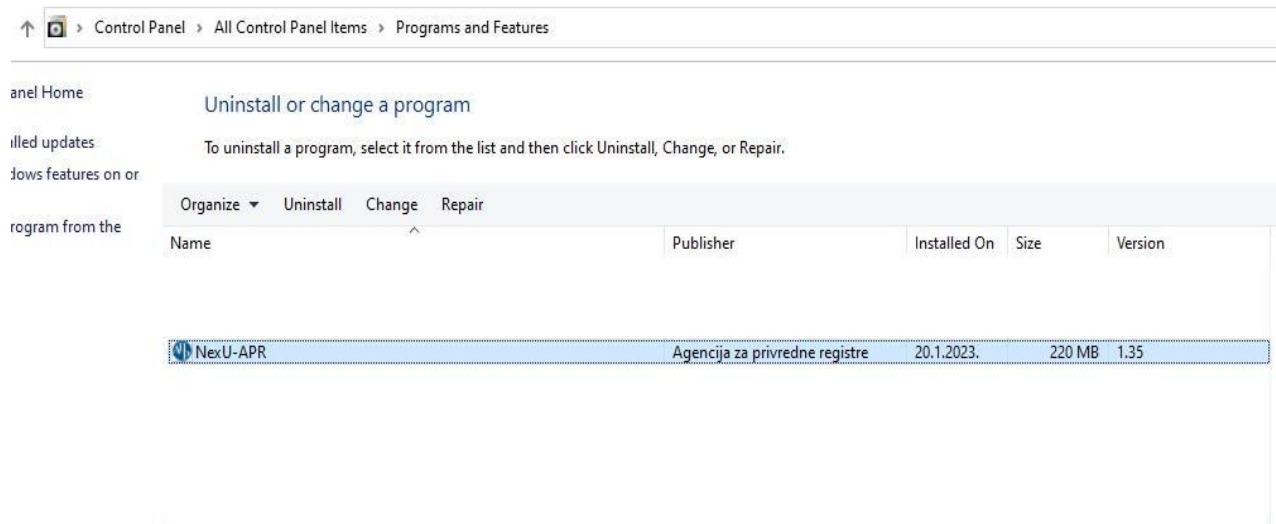 Control Panel > All Control Panel Items > Programs and Features
anel Home
Uninstall or change a program
lled updates
To uninstall a program, select it from the list and then click Uninstall, Change, or Repair.
dows features on or
Organize Uninstall Change Repair
rogram from the
Name Publisher Installed On Size Version
NexU-APR Agencija za privredne registre 20.1.2023. 220 MB 1.35